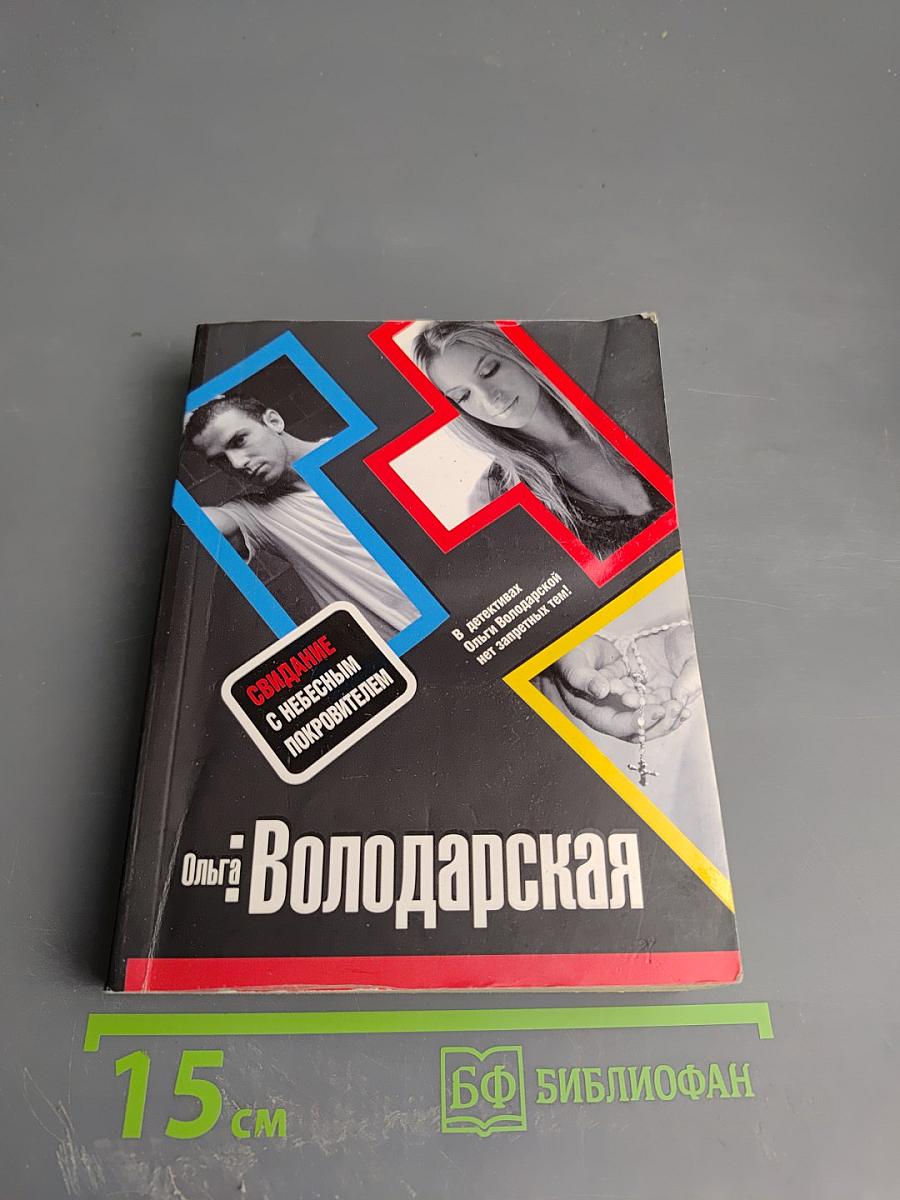 В детективах
Ольги Володарской
нет запретных тем!
СВИДАНИЕ
С НЕБЕСНЫМ
ПОКРОВИТЕЛЕМ
Ольга
Володарская
15 см
БФ БИБЛИОФАН